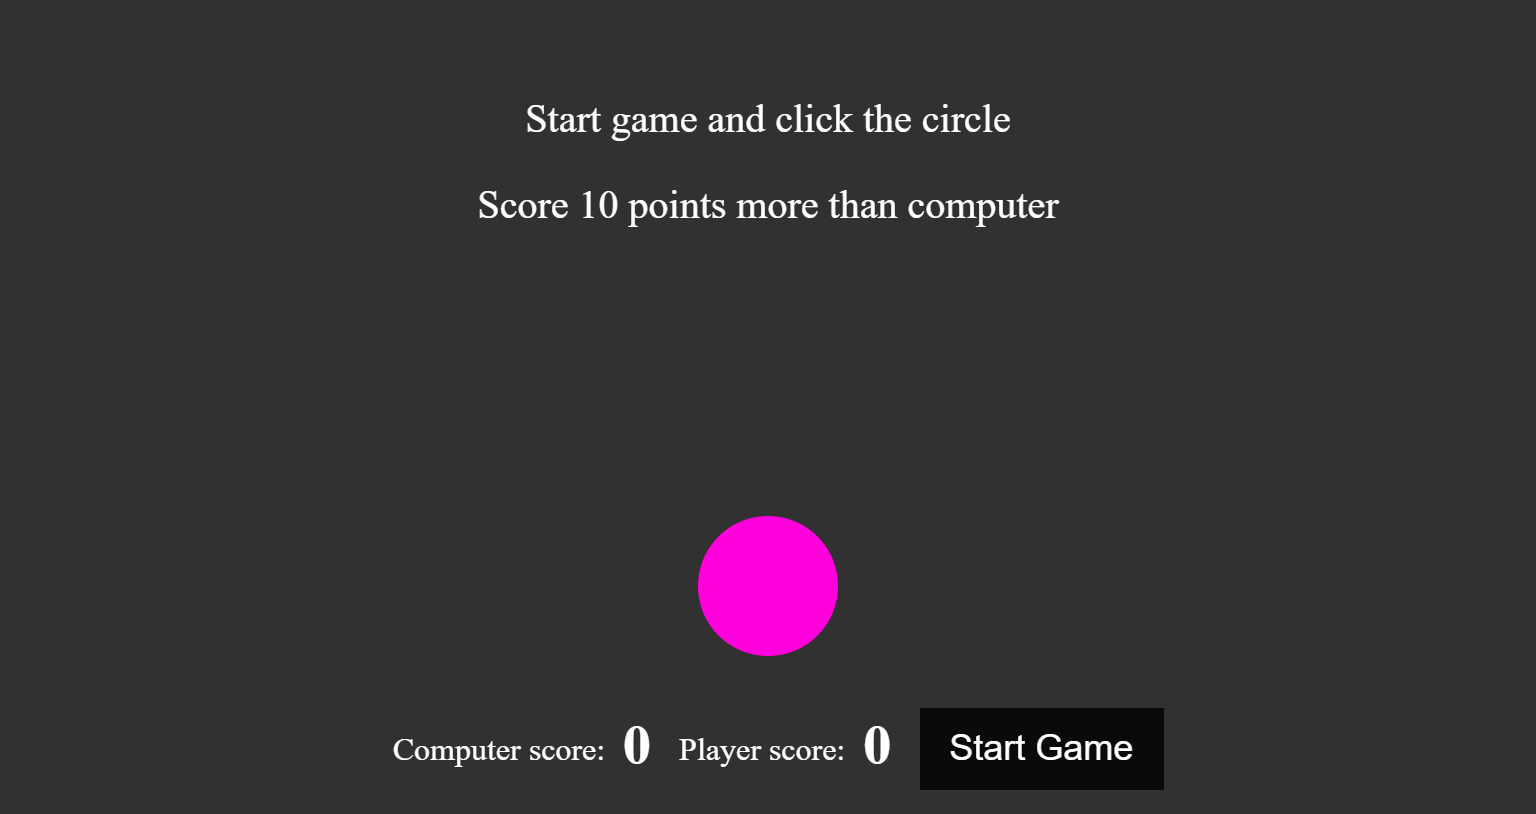 Start game and click the circle
Score 10 points more than computer
Computer score: 0 Player score: 0 Start Game